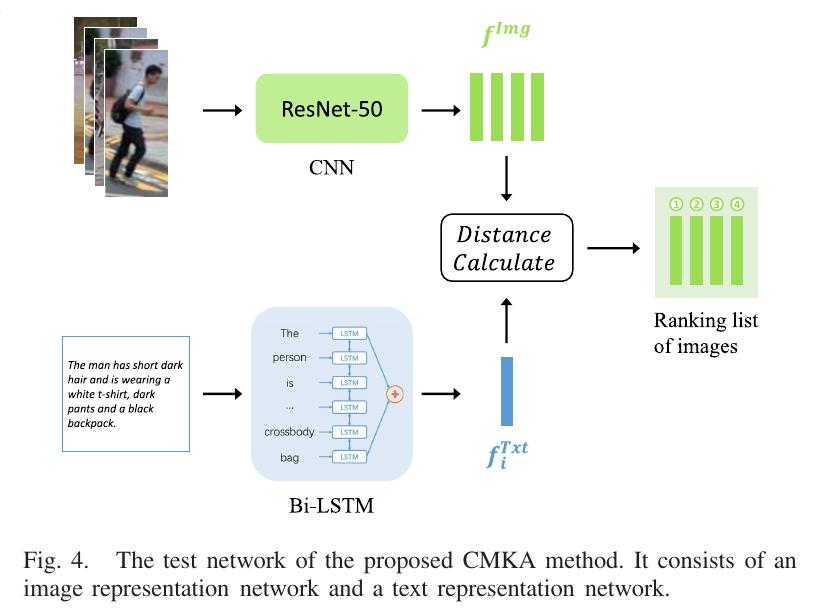 f^{Img}
ResNet-50
CNN
Distance
Calculate
① ② ③ ④
Ranking list
of images
The man has short dark
hair and is wearing a
white t-shirt, dark
pants and a black
backpack.
The LSTM
person LSTM
is LSTM
... LSTM
crossbody LSTM
bag LSTM
+
Bi-LSTM
f_i^{Txt}
Fig. 4. The test network of the proposed CMKA method. It consists of an
image representation network and a text representation network.